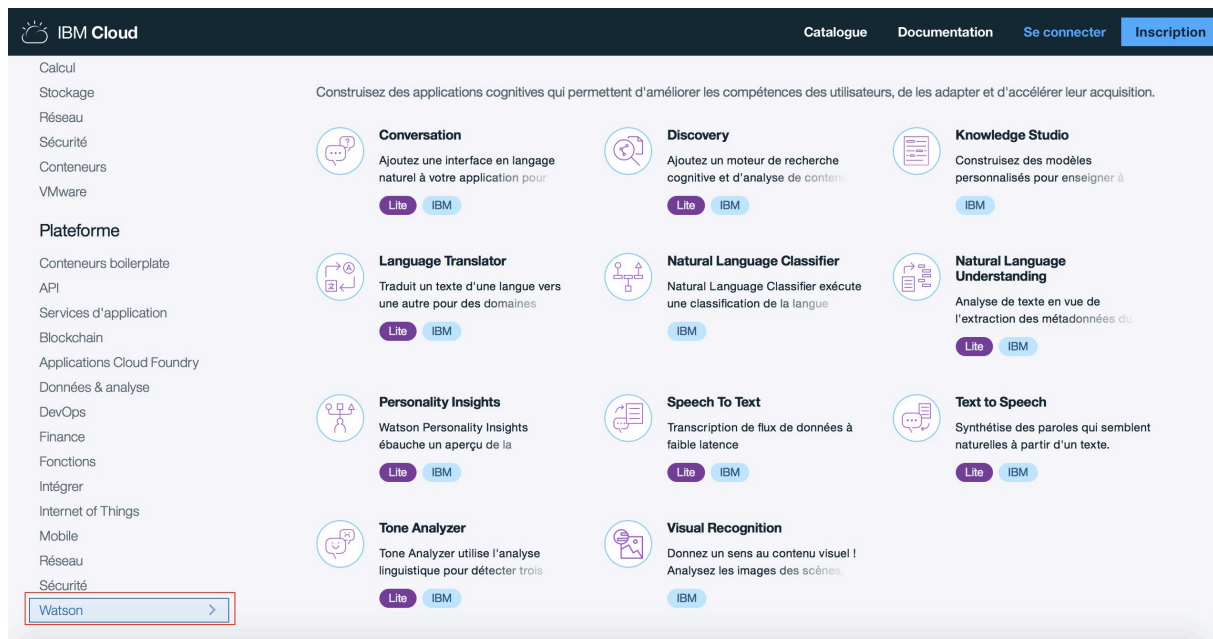 IBM Cloud
Catalogue
Documentation
Se connecter
Inscription
Calcul
Stockage
Réseau
Sécurité
Conteneurs
VMware
Plateforme
Conteneurs boilerplate
API
Services d'application
Blockchain
Applications Cloud Foundry
Données & analyse
DevOps
Finance
Fonctions
Intégrer
Internet of Things
Mobile
Réseau
Sécurité
Watson
Construisez des applications cognitives qui permettent d'améliorer les compétences des utilisateurs, de les adapter et d'accélérer leur acquisition.
Conversation
Ajoutez une interface en langage
naturel à votre application pour
Lite IBM
Discovery
Ajoutez un moteur de recherche
cognitive et d'analyse de contenu
Lite IBM
Knowledge Studio
Construisez des modèles
personnalisés pour enseigner à
IBM
Language Translator
Traduit un texte d'une langue vers
une autre pour des domaines
Lite IBM
Natural Language Classifier
Natural Language Classifier exécute
une classification de la langue
IBM
Natural Language
Understanding
Analyse de texte en vue de
l'extraction des métadonnées du
Lite IBM
Personality Insights
Watson Personality Insights
ébauche un aperçu de la
Lite IBM
Speech To Text
Transcription de flux de données à
faible latence
Lite IBM
Text to Speech
Synthétise des paroles qui semblent
naturelles à partir d'un texte.
Lite IBM
Tone Analyzer
Tone Analyzer utilise l'analyse
linguistique pour détecter trois
Lite IBM
Visual Recognition
Donnez un sens au contenu visuel !
Analysez les images des scènes,
IBM